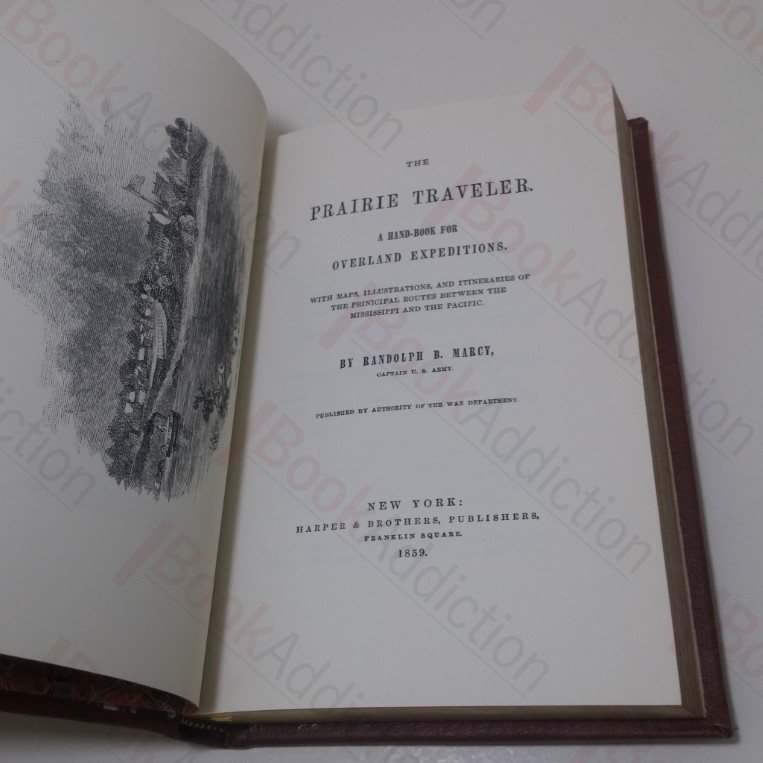 THE
PRAIRIE TRAVELER.
A HAND-BOOK FOR
OVERLAND EXPEDITIONS.
WITH MAPS, ILLUSTRATIONS, AND ITINERARIES OF
THE PRINICIPAL ROUTES BETWEEN THE
MISSISSIPPI AND THE PACIFIC.
BY RANDOLPH B. MARCY,
CAPTAIN U. S. ARMY.
PUBLISHED BY AUTHORITY OF THE WAR DEPARTMENT.
NEW YORK:
HARPER & BROTHERS, PUBLISHERS,
FRANKLIN SQUARE.
1859.
BookAddiction